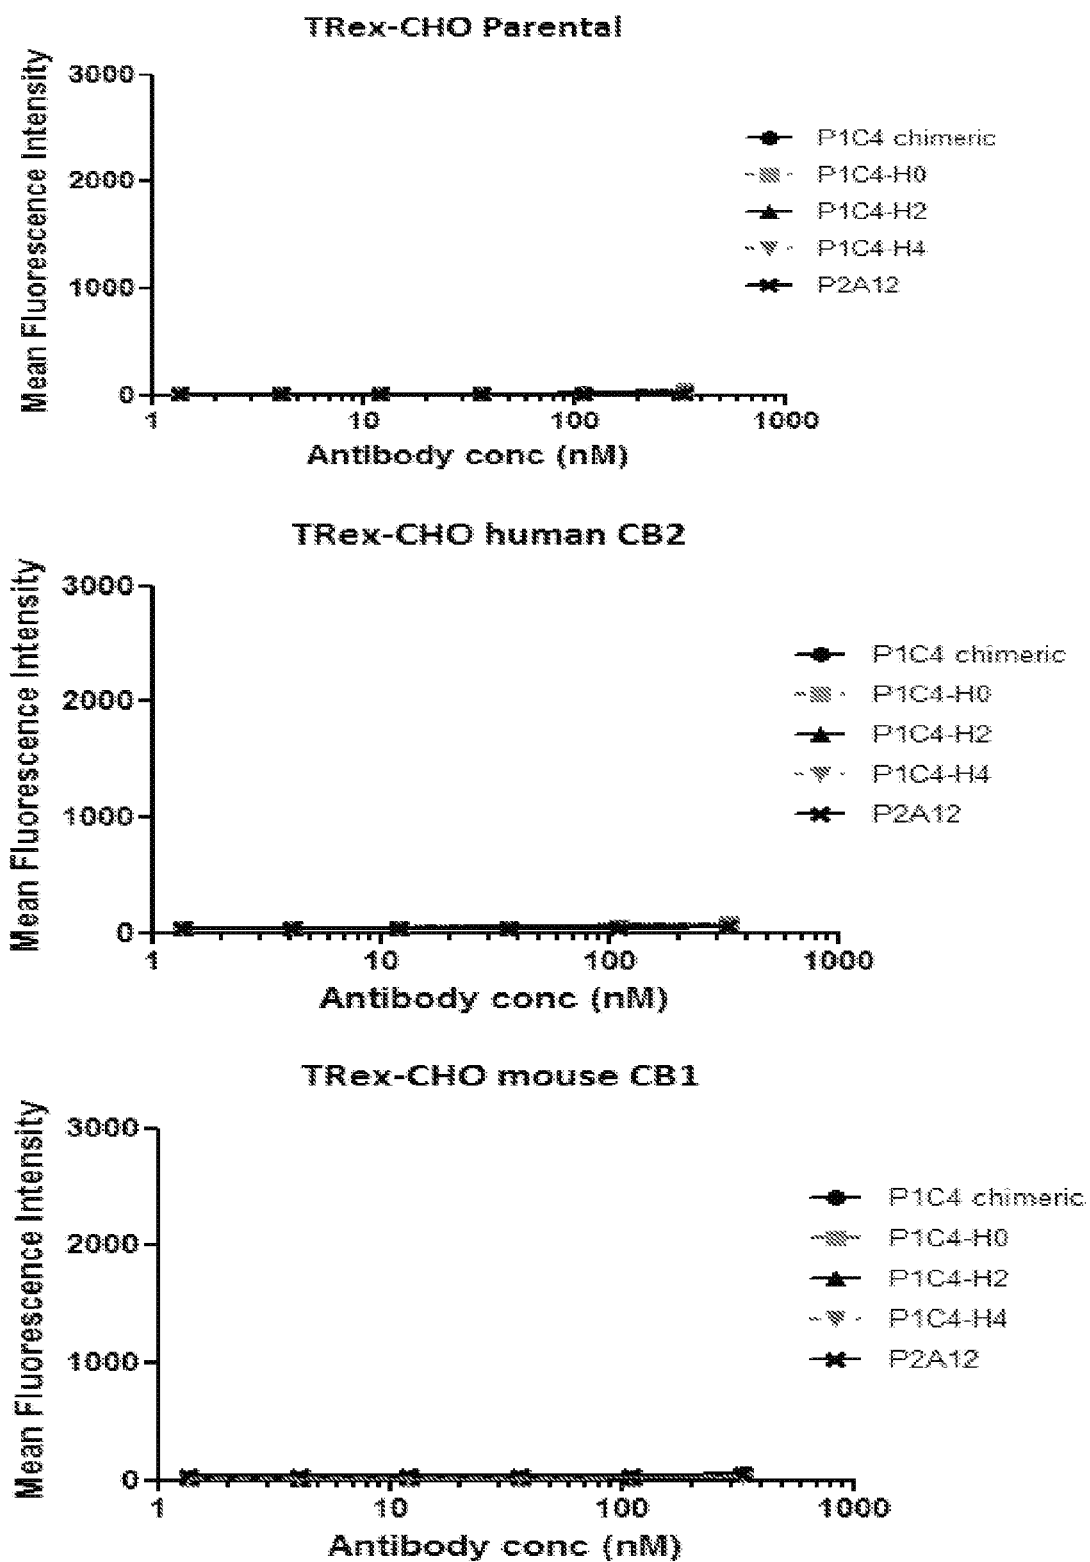 TRex-CHO Parental
Mean Fluorescence Intensity
3000
2000
1000
0
1
10
100
1000
Antibody conc (nM)
P1C4 chimeric
P1C4-H0
P1C4-H2
P1C4-H4
P2A12
TRex-CHO human CB2
Mean Fluorescence Intensity
3000
2000
1000
0
1
10
100
1000
Antibody conc (nM)
P1C4 chimeric
P1C4-H0
P1C4-H2
P1C4-H4
P2A12
TRex-CHO mouse CB1
Mean Fluorescence Intensity
3000
2000
1000
0
1
10
100
1000
Antibody conc (nM)
P1C4 chimeric
P1C4-H0
P1C4-H2
P1C4-H4
P2A12